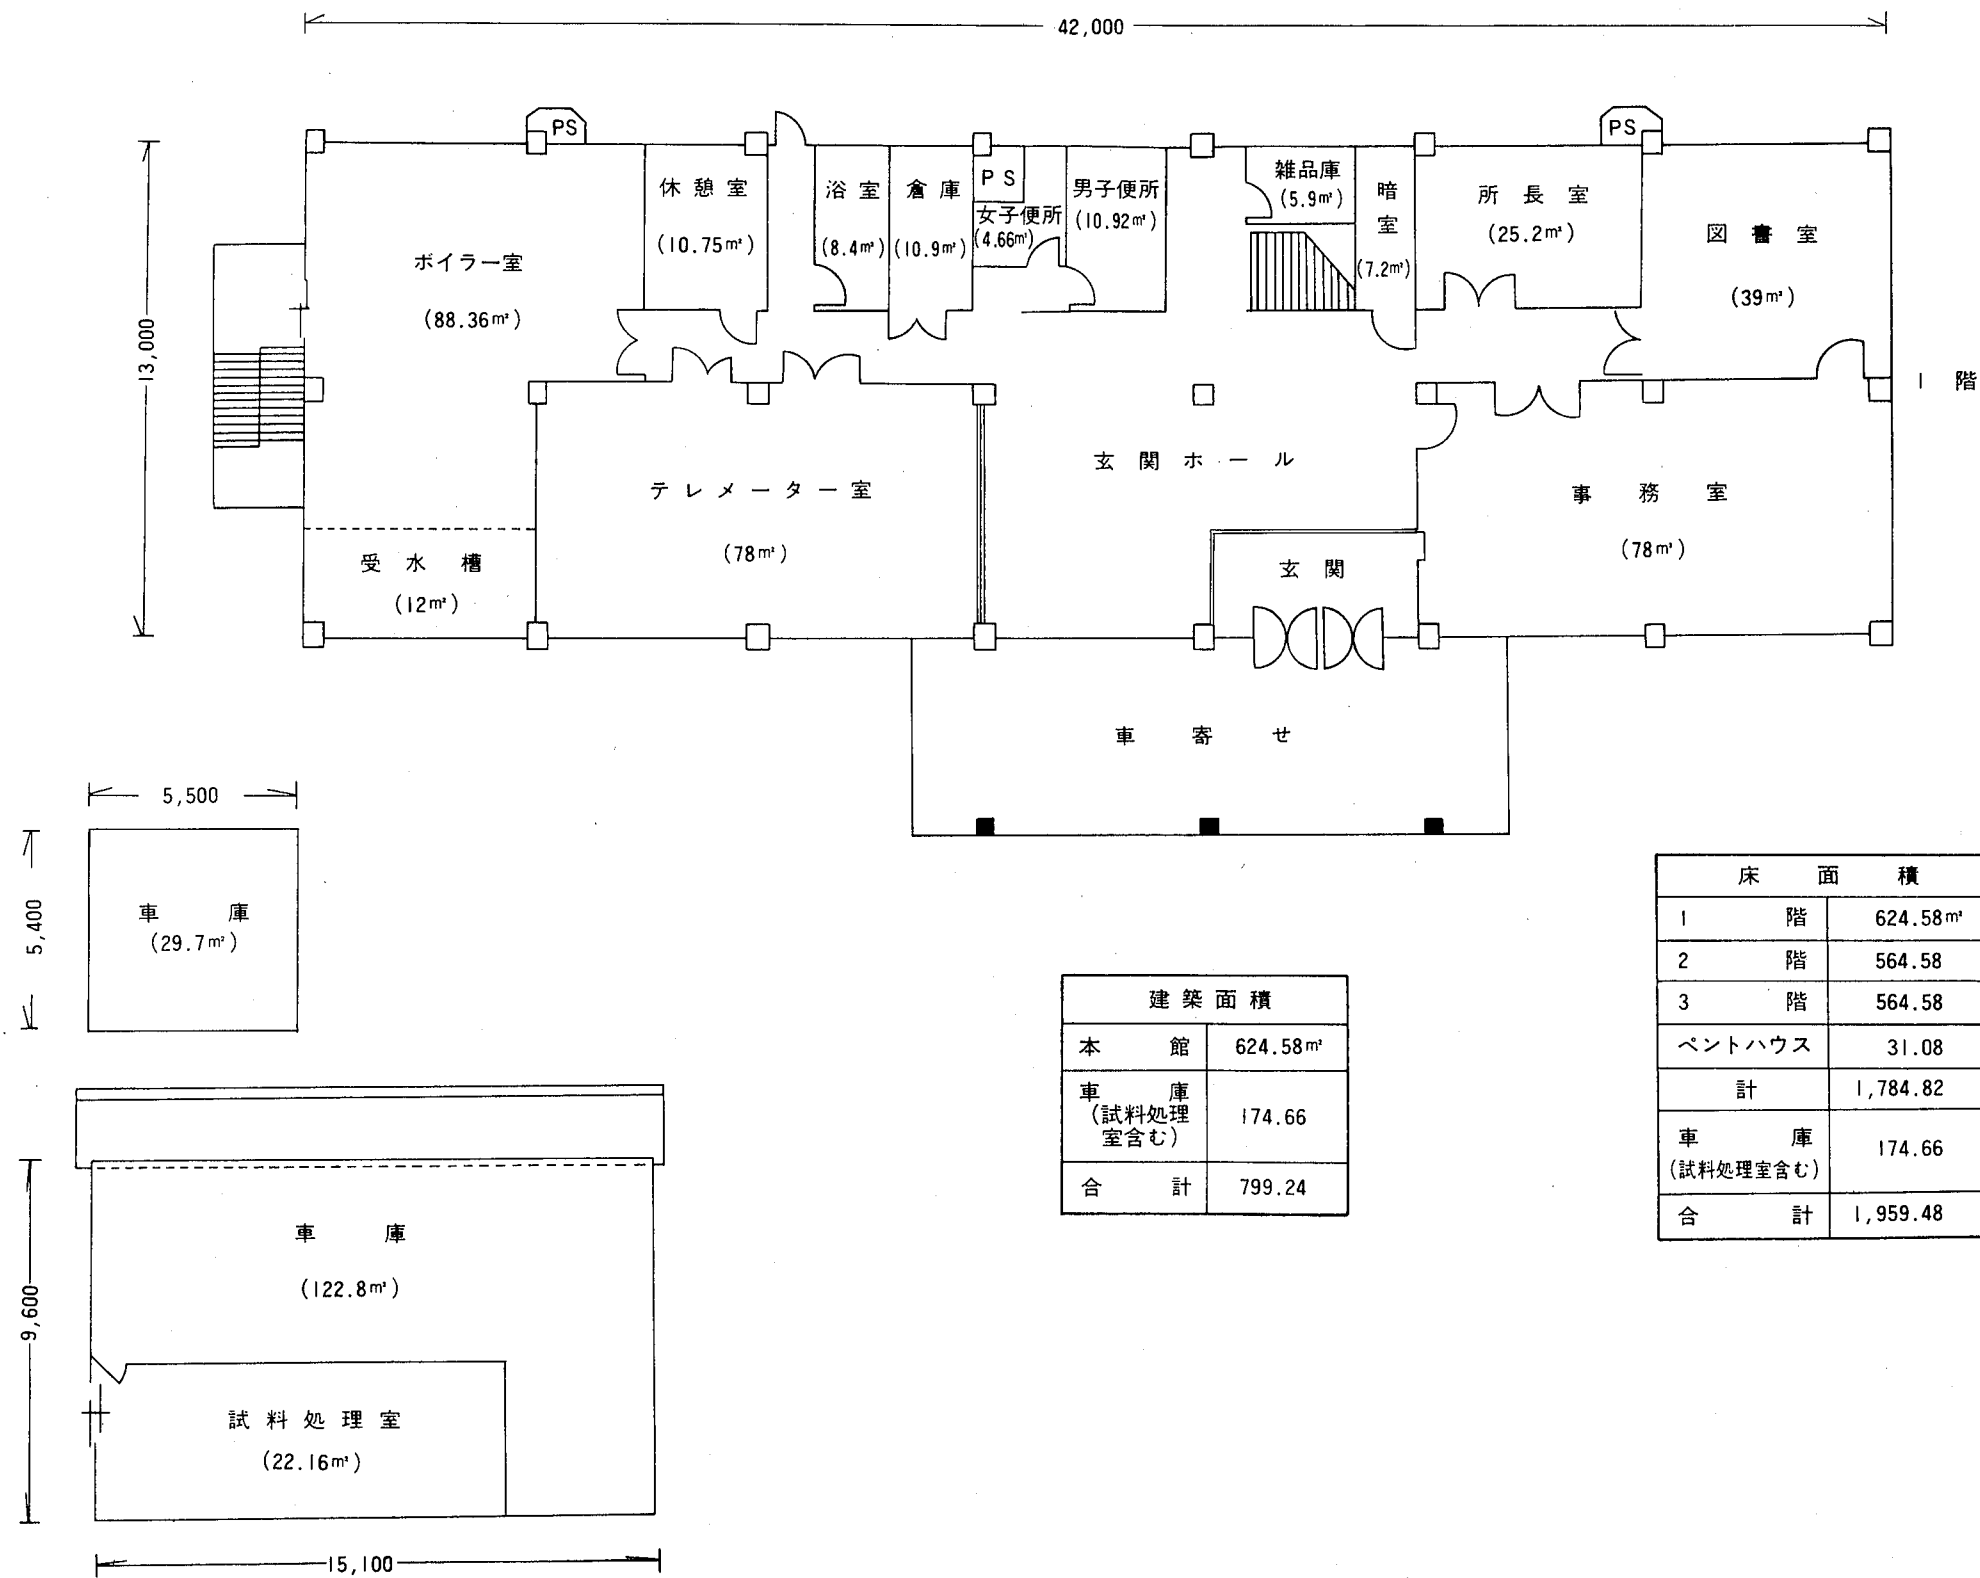 42,000
PS
PS
休憩室
(10.75㎡)
浴室
(8.4㎡)
倉庫
(10.9㎡)
PS
女子便所
(4.66㎡)
男子便所
(10.92㎡)
雑品庫
(5.9㎡)
暗室
(7.2㎡)
所長室
(25.2㎡)
図書室
(39㎡)
ボイラー室
(88.36㎡)
13,000
1階
玄関ホール
テレメーター室
(78㎡)
事務室
(78㎡)
受水槽
(12㎡)
玄関
車寄せ
5,500
5,400
車庫
(29.7㎡)
床面積
1階 624.58㎡
2階 564.58
3階 564.58
ペントハウス 31.08
計 1,784.82
車庫
(試料処理室含む) 174.66
合計 1,959.48
建築面積
本館 624.58㎡
車庫
(試料処理
室含む) 174.66
合計 799.24
車庫
(122.8㎡)
9,600
試料処理室
(22.16㎡)
15,100